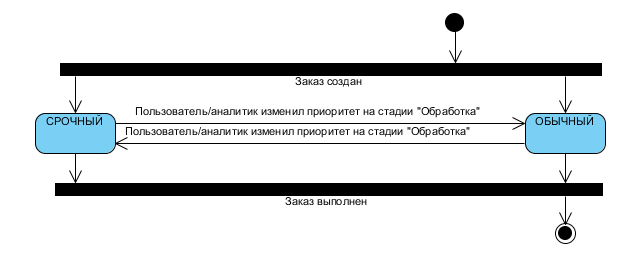 Заказ создан
Пользователь/аналитик изменил приоритет на стадии "Обработка"
СРОЧНЫЙ
ОБЫЧНЫЙ
Пользователь/аналитик изменил приоритет на стадии "Обработка"
Заказ выполнен